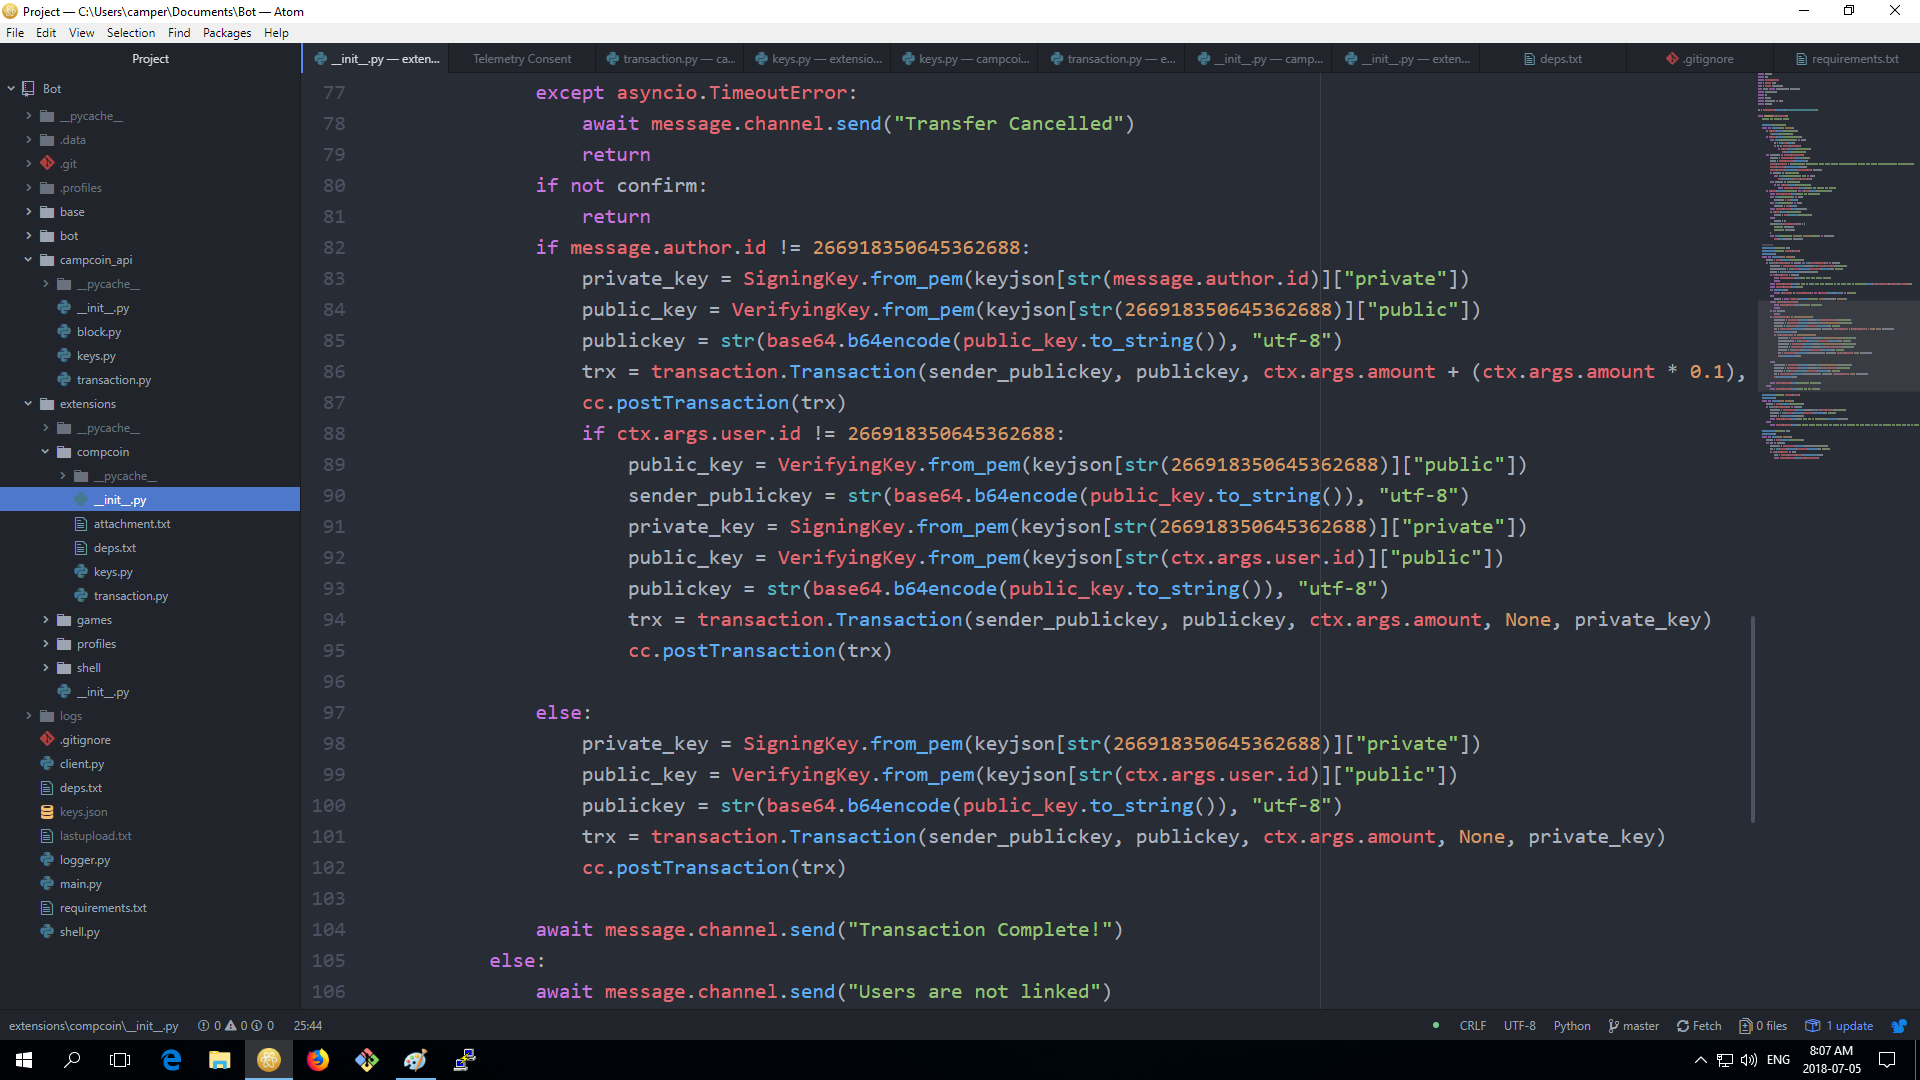 Project — C:\Users\camper\Documents\Bot — Atom
File Edit View Selection Find Packages Help
Project
__init__.py — exten...
Telemetry Consent
transaction.py — ca...
keys.py — extensio...
keys.py — campcoi...
transaction.py — e...
__init__.py — camp...
__init__.py — exten...
deps.txt
.gitignore
requirements.txt
Bot
__pycache__
.data
.git
.profiles
base
bot
campcoin_api
__pycache__
__init__.py
block.py
keys.py
transaction.py
extensions
__pycache__
compcoin
__pycache__
__init__.py
attachment.txt
deps.txt
keys.py
transaction.py
games
profiles
shell
__init__.py
logs
.gitignore
client.py
deps.txt
keys.json
lastupload.txt
logger.py
main.py
requirements.txt
shell.py
77 except asyncio.TimeoutError:
78 await message.channel.send("Transfer Cancelled")
79 return
80 if not confirm:
81 return
82 if message.author.id != 266918350645362688:
83 private_key = SigningKey.from_pem(keyjson[str(message.author.id)]["private"])
84 public_key = VerifyingKey.from_pem(keyjson[str(266918350645362688)]["public"])
85 publickey = str(base64.b64encode(public_key.to_string()), "utf-8")
86 trx = transaction.Transaction(sender_publickey, publickey, ctx.args.amount + (ctx.args.amount * 0.1),
87 cc.postTransaction(trx)
88 if ctx.args.user.id != 266918350645362688:
89 public_key = VerifyingKey.from_pem(keyjson[str(266918350645362688)]["public"])
90 sender_publickey = str(base64.b64encode(public_key.to_string()), "utf-8")
91 private_key = SigningKey.from_pem(keyjson[str(266918350645362688)]["private"])
92 public_key = VerifyingKey.from_pem(keyjson[str(ctx.args.user.id)]["public"])
93 publickey = str(base64.b64encode(public_key.to_string()), "utf-8")
94 trx = transaction.Transaction(sender_publickey, publickey, ctx.args.amount, None, private_key)
95 cc.postTransaction(trx)
96
97 else:
98 private_key = SigningKey.from_pem(keyjson[str(266918350645362688)]["private"])
99 public_key = VerifyingKey.from_pem(keyjson[str(ctx.args.user.id)]["public"])
100 publickey = str(base64.b64encode(public_key.to_string()), "utf-8")
101 trx = transaction.Transaction(sender_publickey, publickey, ctx.args.amount, None, private_key)
102 cc.postTransaction(trx)
103
104 await message.channel.send("Transaction Complete!")
105 else:
106 await message.channel.send("Users are not linked")
extensions\compcoin\__init__.py 0 0 0 25:44 CRLF UTF-8 Python master Fetch 0 files 1 update
ENG
8:07 AM
2018-07-05